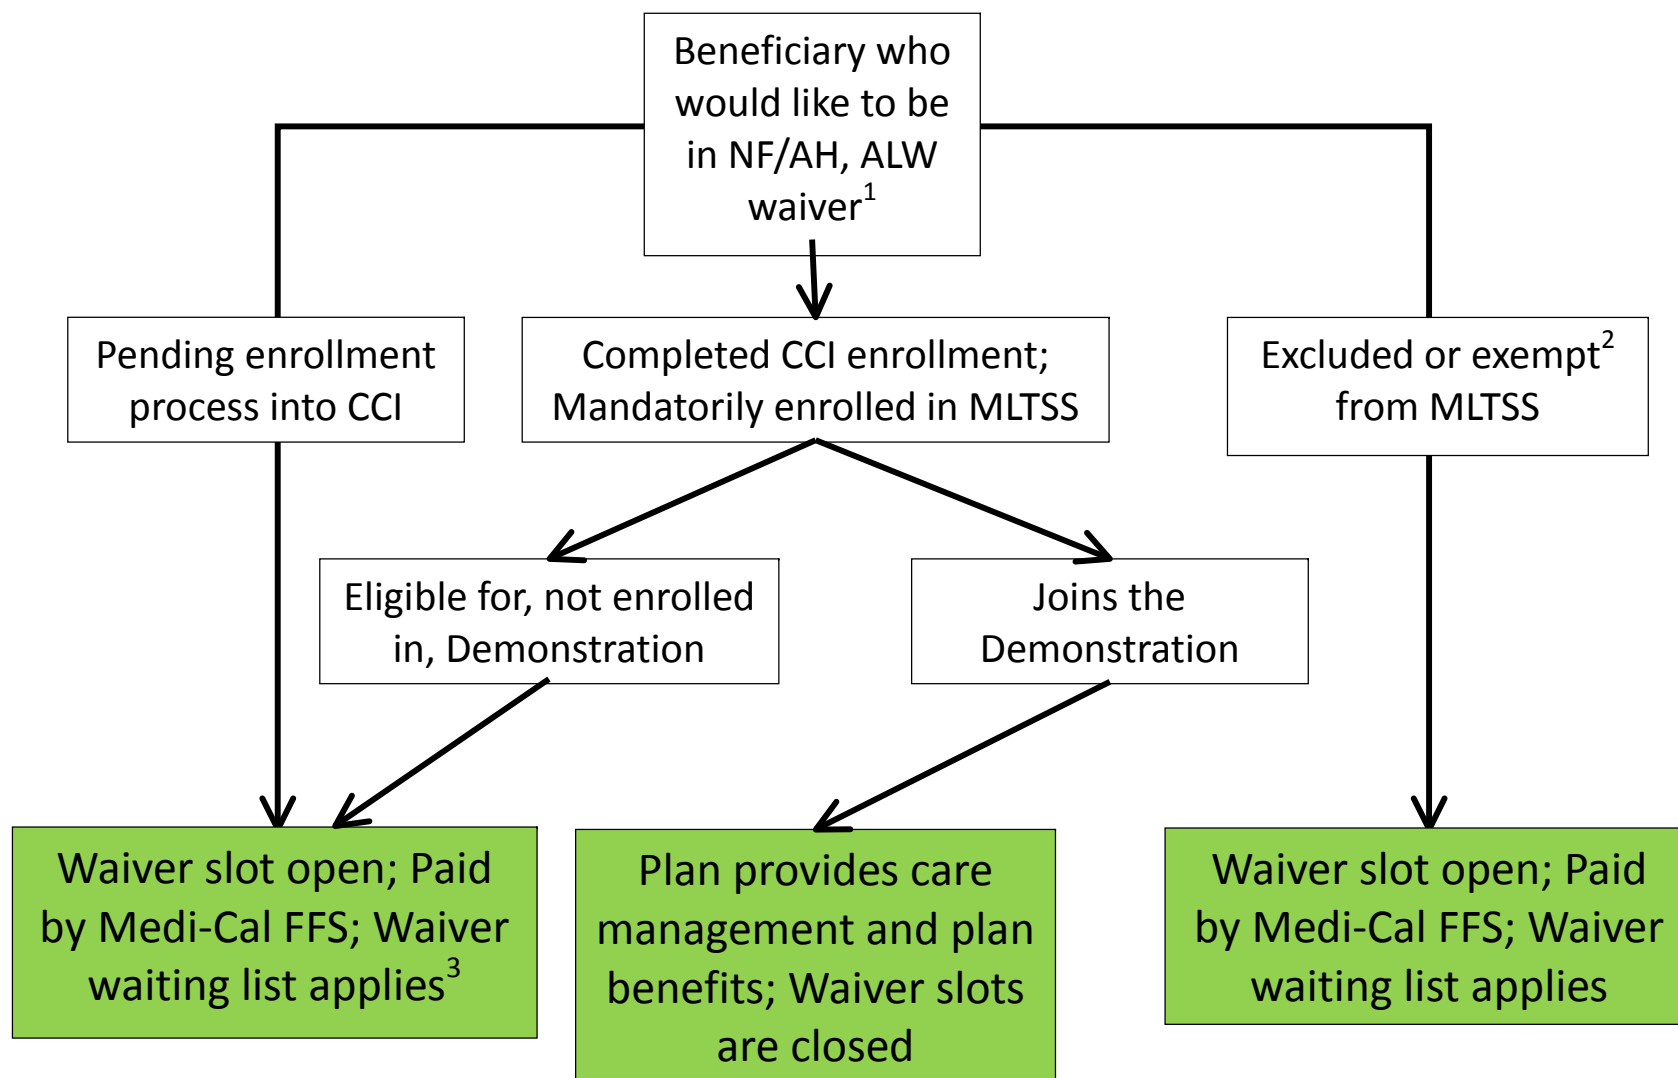 Beneficiary who
would like to be
in NF/AH, ALW
waiver¹
Pending enrollment
process into CCI
Completed CCI enrollment;
Mandatorily enrolled in MLTSS
Excluded or exempt²
from MLTSS
Eligible for, not enrolled
in, Demonstration
Joins the
Demonstration
Waiver slot open; Paid
by Medi-Cal FFS; Waiver
waiting list applies³
Plan provides care
management and plan
benefits; Waiver slots
are closed
Waiver slot open; Paid
by Medi-Cal FFS; Waiver
waiting list applies